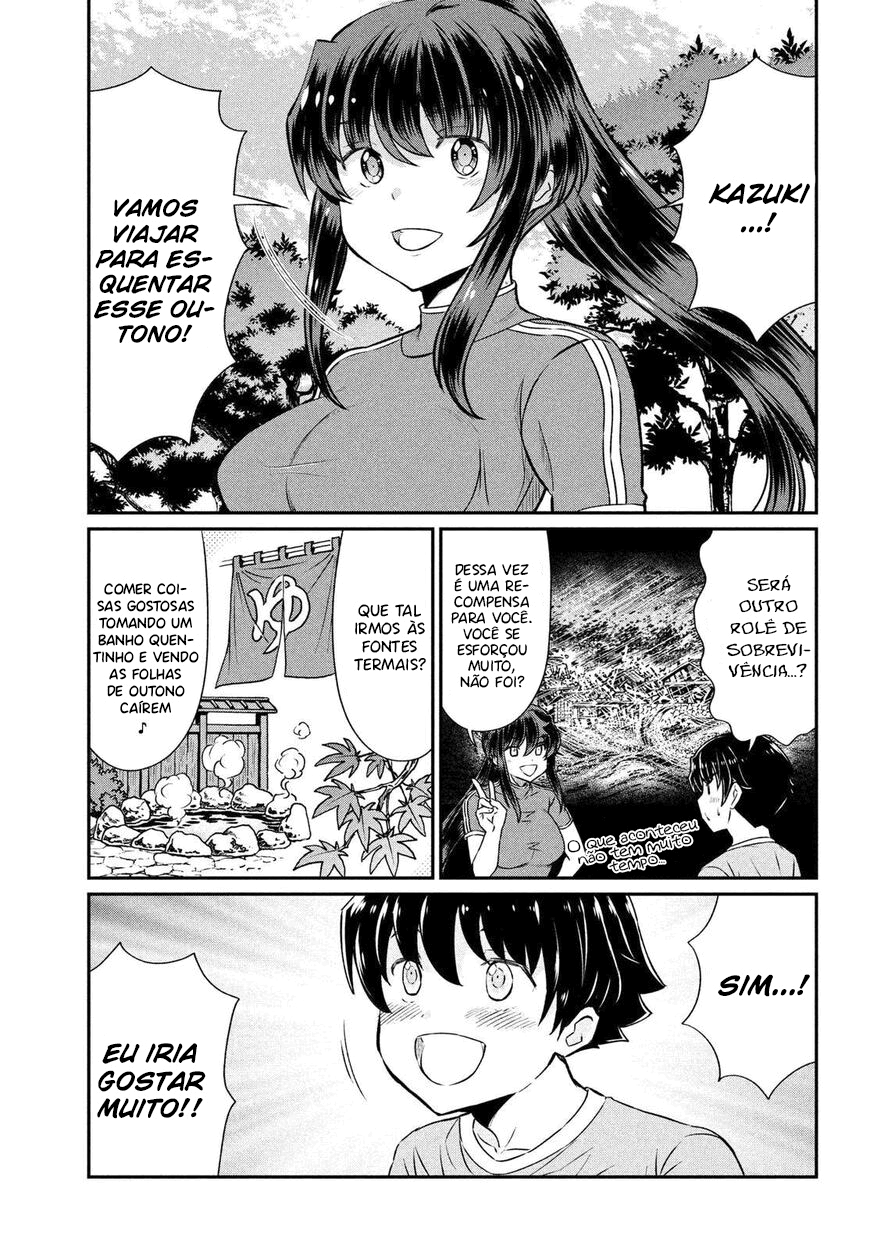 KAZUKI
...!
VAMOS
VIAJAR
PARA ES-
QUENTAR
ESSE OU-
TONO!
SERÁ
OUTRO
ROLÊ DE
SOBREVI-
VÊNCIA...?
DESSA VEZ
É UMA RE-
COMPENSA
PARA VOCÊ.
VOCÊ SE
ESFORÇOU
MUITO,
NÃO FOI?
O que aconteceu
não tem muito
tempo...
QUE TAL
IRMOS ÀS
FONTES
TERMAIS?
COMER COI-
SAS GOSTOSAS
TOMANDO UM
BANHO QUEN-
TINHO E VENDO
AS FOLHAS
DE OUTONO
CAÍREM
♪
SIM...!
EU IRIA
GOSTAR
MUITO!!